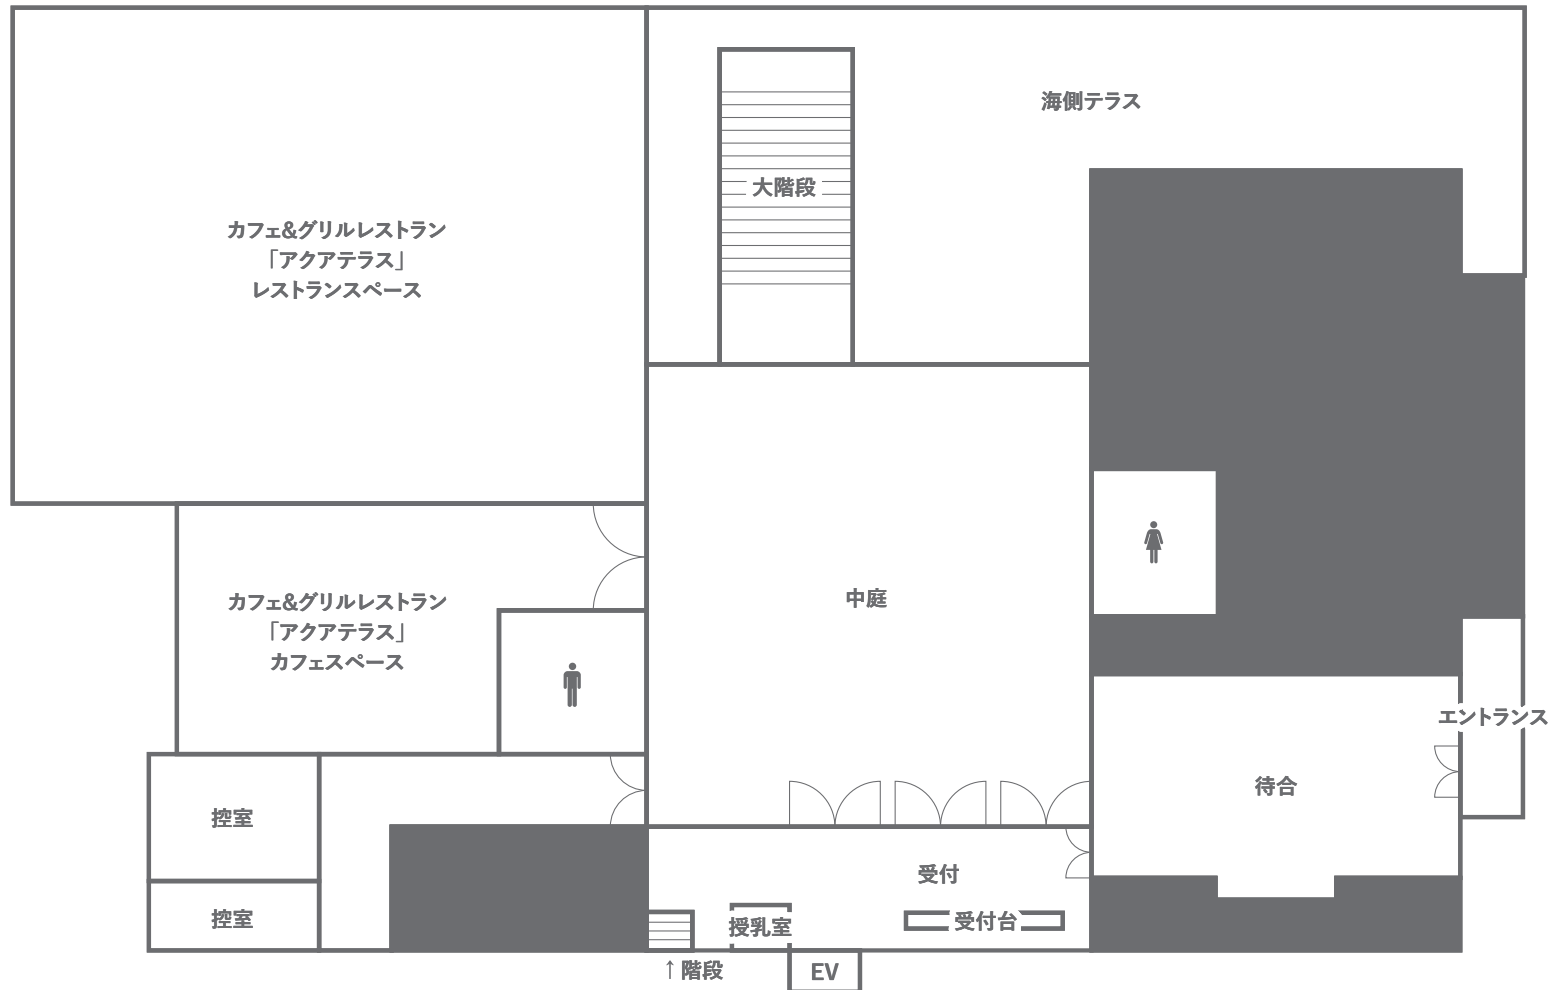 海側テラス
大階段
カフェ&グリルレストラン
「アクアテラス」
レストランスペース
カフェ&グリルレストラン
「アクアテラス」
カフェスペース
中庭
エントランス
待合
控室
控室
受付
受付台
授乳室
↑階段
EV